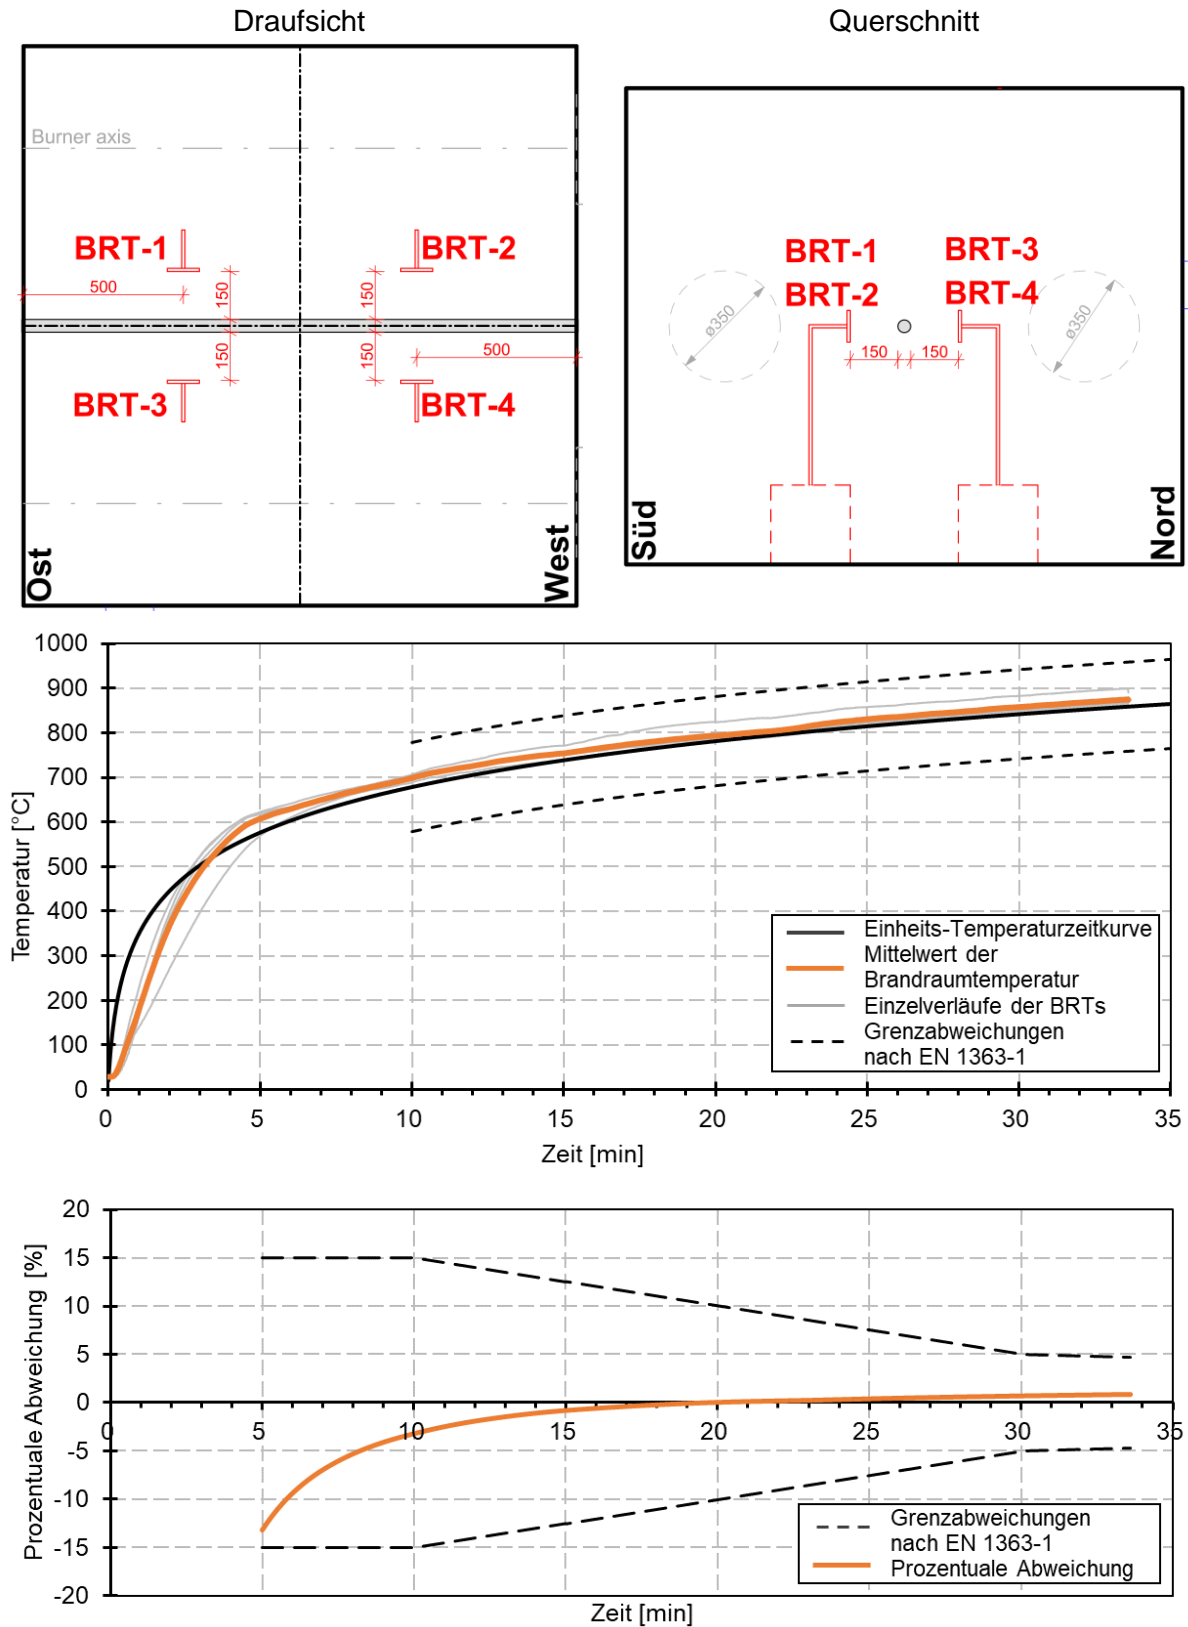 Draufsicht
Querschnitt
Burner axis
BRT-1
BRT-2
500
150
150
150
150
500
BRT-3
BRT-4
Ost
West
BRT-1
BRT-2
BRT-3
BRT-4
ø350
ø350
150
150
Süd
Nord
1000
900
800
700
600
500
400
300
200
100
0
Temperatur [°C]
Einheits-Temperaturzeitkurve
Mittelwert der
Brandraumtemperatur
Einzelverläufe der BRTs
Grenzabweichungen
nach EN 1363-1
0 5 10 15 20 25 30 35
Zeit [min]
20
15
10
5
0
-5
-10
-15
-20
Prozentuale Abweichung [%]
0 5 10 15 20 25 30 35
Grenzabweichungen
nach EN 1363-1
Prozentuale Abweichung
Zeit [min]